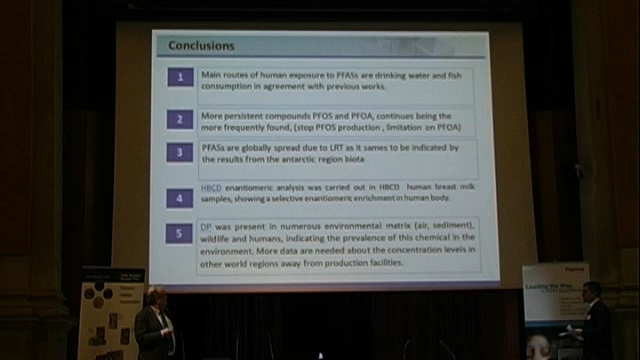 Conclusions
1
Main routes of human exposure to PFASs are drinking water and fish
consumption in agreement with previous works.
2
More persistent compounds PFOS and PFOA, continues being the
more frequently found, (stop PFOS production , limitation on PFOA)
3
PFASs are globally spread due to LRT as it sames to be indicated by
the results from the antarctic region biota
4
HBCD enantiomeric analysis was carried out in HBCD human breast milk
samples, showing a selective enantiomeric enrichment in human body.
5
DP was present in numerous environmental matrix (air, sediment),
wildlife and humans, indicating the prevalence of this chemical in the
environment. More data are needed about the concentration levels in
other world regions away from production facilities.
Leading the Way